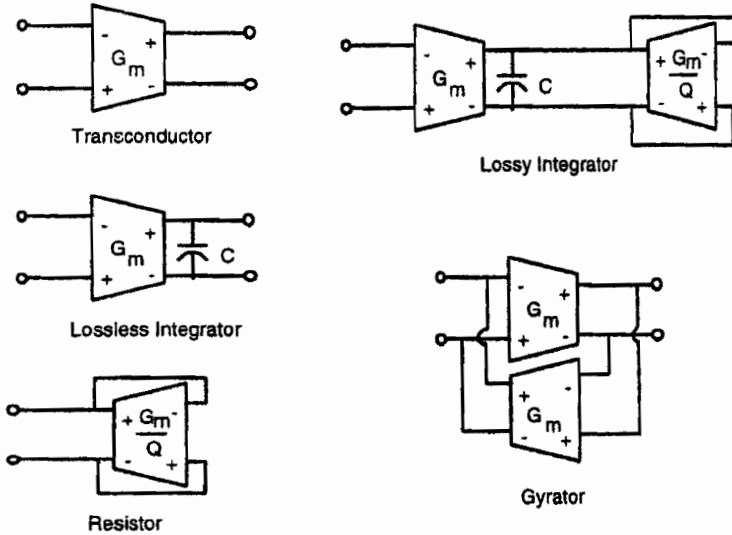 - +
G m
+ -
Transconductor
- +
G m
+ -
C
+ G m -
Q
- +
Lossy Integrator
- +
G m
+ -
C
Lossless Integrator
- +
G m
+ -
+ -
G m
- +
Gyrator
+ G m -
Q
- +
Resistor